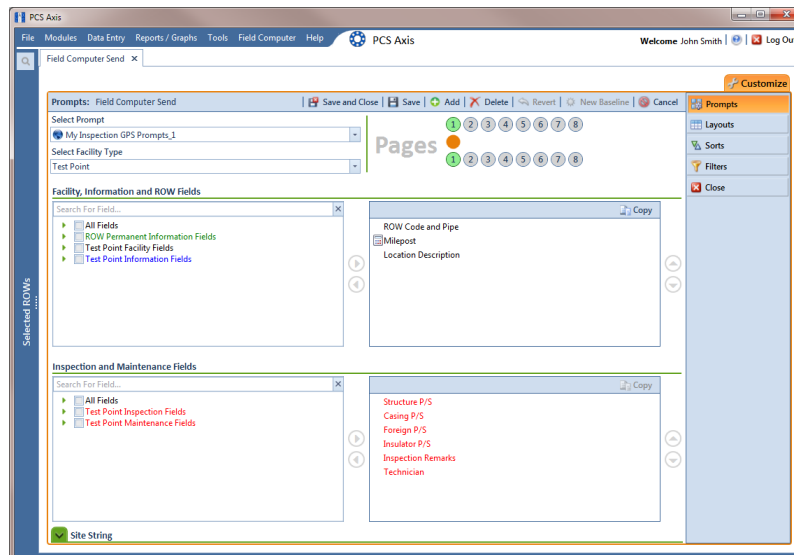 PCS Axis
File Modules Data Entry Reports / Graphs Tools Field Computer Help PCS Axis Welcome John Smith Log Ou
Field Computer Send ×
Customize
Prompts: Field Computer Send Save and Close Save Add Delete Revert New Baseline Cancel
Prompts
Select Prompt
My Inspection GPS Prompts_1
Select Facility Type
Test Point
Pages
1 2 3 4 5 6 7 8
1 2 3 4 5 6 7 8
Layouts
Sorts
Filters
Close
Facility, Information and ROW Fields
Search For Field...
All Fields
ROW Permanent Information Fields
Test Point Facility Fields
Test Point Information Fields
Copy
ROW Code and Pipe
Milepost
Location Description
Selected ROWs
Inspection and Maintenance Fields
Search For Field...
All Fields
Test Point Inspection Fields
Test Point Maintenance Fields
Copy
Structure P/S
Casing P/S
Foreign P/S
Insulator P/S
Inspection Remarks
Technician
Site String